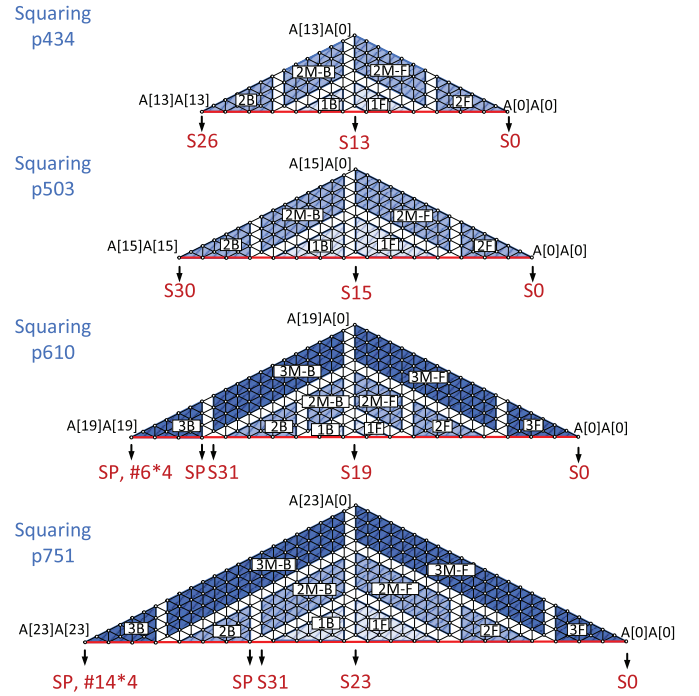 Squaring
p434
A[13]A[0]
2M-B
2M-F
A[13]A[13]
2B
1B
1F
2F
A[0]A[0]
S26
S13
S0
Squaring
p503
A[15]A[0]
2M-B
2M-F
A[15]A[15]
2B
1B
1F
2F
A[0]A[0]
S30
S15
S0
Squaring
p610
A[19]A[0]
3M-B
3M-F
2M-B
2M-F
A[19]A[19]
3B
2B
1B
1F
2F
3F
A[0]A[0]
SP, #6*4
SP
S31
S19
S0
Squaring
p751
A[23]A[0]
3M-B
3M-F
2M-B
2M-F
A[23]A[23]
3B
2B
1B
1F
2F
3F
A[0]A[0]
SP, #14*4
SP
S31
S23
S0